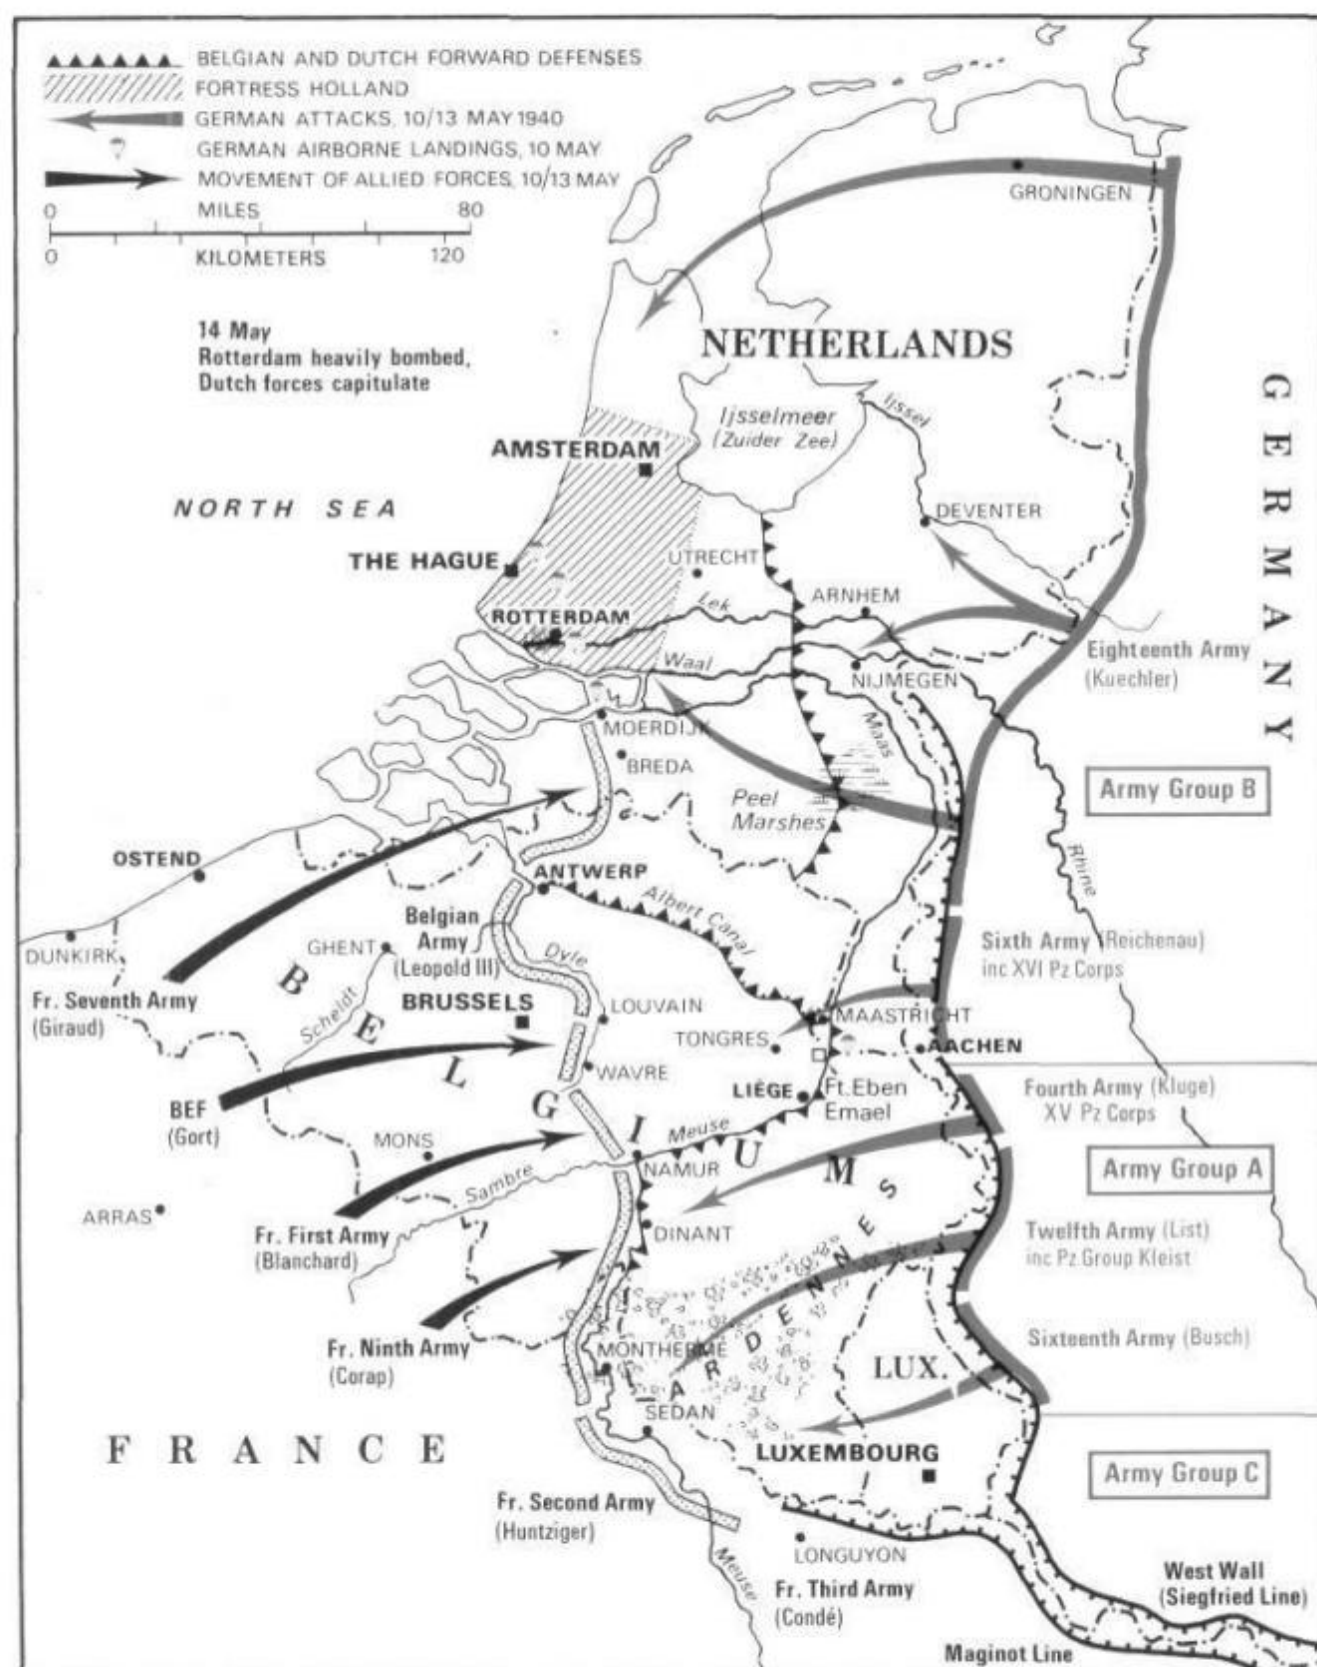 BELGIAN AND DUTCH FORWARD DEFENSES
FORTRESS HOLLAND
GERMAN ATTACKS, 10/13 MAY 1940
GERMAN AIRBORNE LANDINGS, 10 MAY
MOVEMENT OF ALLIED FORCES, 10/13 MAY
0 MILES 80
0 KILOMETERS 120
14 May
Rotterdam heavily bombed,
Dutch forces capitulate
GRONINGEN
NETHERLANDS
GERMANY
Ijsselmeer
(Zuider Zee)
Ijssel
AMSTERDAM
NORTH SEA
DEVENTER
THE HAGUE
UTRECHT
ARNHEM
Lek
ROTTERDAM
Waal
NIJMEGEN
Eighteenth Army
(Kuechler)
MOERDIJK
Maas
BREDA
Peel
Marshes
Army Group B
Rhine
OSTEND
ANTWERP
Albert Canal
Belgian
Army
(Leopold III)
DUNKIRK
GHENT
Dyle
Sixth Army (Reichenau)
inc XVI Pz Corps
Fr. Seventh Army
(Giraud)
BELGIUM
Scheldt
BRUSSELS
LOUVAIN
MAASTRICHT
TONGRES
AACHEN
WAVRE
LIÈGE
Ft.Eben
Emael
Fourth Army (Kluge)
XV Pz Corps
BEF
(Gort)
MONS
Meuse
NAMUR
Army Group A
Sambre
ARRAS
DINANT
Fr. First Army
(Blanchard)
Twelfth Army (List)
inc Pz Group Kleist
ARDENNES
Fr. Ninth Army
(Corap)
MONTHERMÉ
Sixteenth Army (Busch)
LUX.
SEDAN
FRANCE
LUXEMBOURG
Army Group C
Fr. Second Army
(Huntziger)
LONGUYON
Meuse
Fr. Third Army
(Condé)
West Wall
(Siegfried Line)
Maginot Line